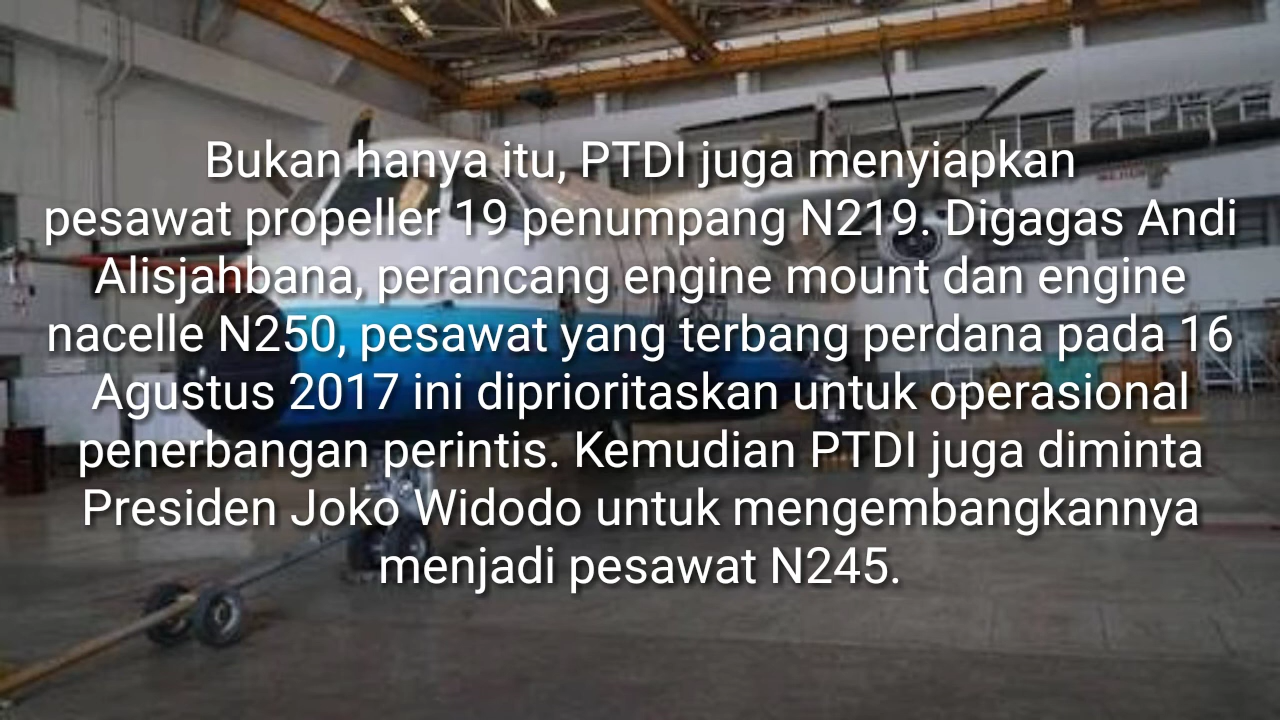 Bukan hanya itu, PTDI juga menyiapkan
pesawat propeller 19 penumpang N219. Digagas Andi
Alisjahbana, perancang engine mount dan engine
nacelle N250, pesawat yang terbang perdana pada 16
Agustus 2017 ini diprioritaskan untuk operasional
penerbangan perintis. Kemudian PTDI juga diminta
Presiden Joko Widodo untuk mengembangkannya
menjadi pesawat N245.